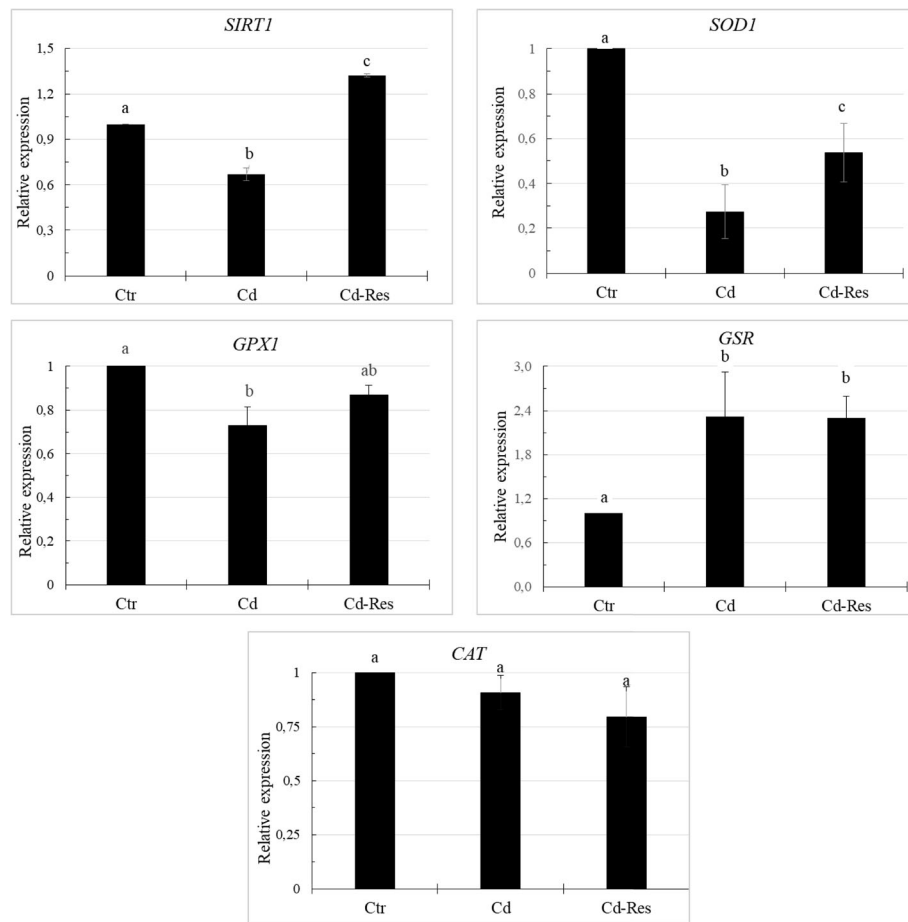 SIRT1
Relative expression
1,5
1,2
0,9
0,6
0,3
0
a
b
c
Ctr Cd Cd-Res
SOD1
Relative expression
1
0,8
0,6
0,4
0,2
0
a
b
c
Ctr Cd Cd-Res
GPX1
Relative expression
1
0,8
0,6
0,4
0,2
0
a
b
ab
Ctr Cd Cd-Res
GSR
Relative expression
3,0
2,4
1,8
1,2
0,6
0,0
a
b
b
Ctr Cd Cd-Res
CAT
Relative expression
1
0,75
0,5
0,25
0
a
a
a
Ctr Cd Cd-Res